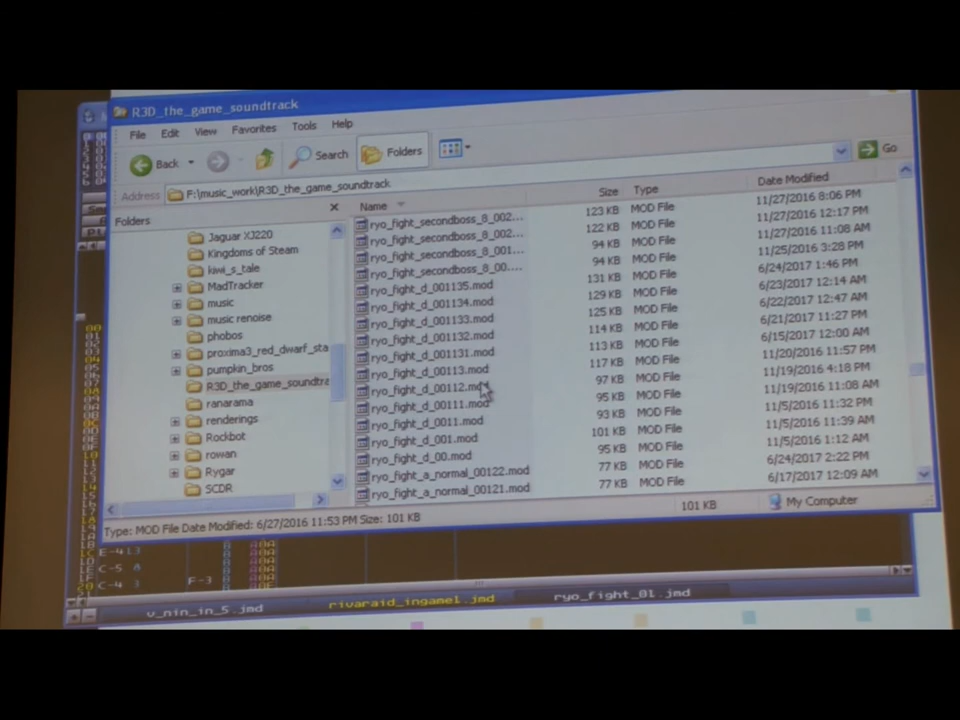 R3D_the_game_soundtrack
File Edit View Favorites Tools Help
Back Search Folders
Address F:\music_work\R3D_the_game_soundtrack Go
Folders
Jaguar XJ220
Kingdoms of Steam
kiwi_s_tale
MadTracker
music
music renoise
phobos
proxima3_red_dwarf_sta
pumpkin_bros
R3D_the_game_soundtra
ranarama
renderings
Rockbot
rowan
Rygar
SCDR
Name Size Type Date Modified
ryo_fight_secondboss_8_002... 123 KB MOD File 11/27/2016 8:06 PM
ryo_fight_secondboss_8_002... 122 KB MOD File 11/27/2016 12:17 PM
ryo_fight_secondboss_8_001... 94 KB MOD File 11/27/2016 11:08 AM
ryo_fight_secondboss_8_00.... 94 KB MOD File 11/25/2016 3:28 PM
ryo_fight_d_001135.mod 131 KB MOD File 6/24/2017 1:46 PM
ryo_fight_d_001134.mod 129 KB MOD File 6/23/2017 12:14 AM
ryo_fight_d_001133.mod 125 KB MOD File 6/22/2017 12:47 AM
ryo_fight_d_001132.mod 114 KB MOD File 6/21/2017 11:27 PM
ryo_fight_d_001131.mod 113 KB MOD File 6/15/2017 12:00 AM
ryo_fight_d_00113.mod 117 KB MOD File 11/20/2016 11:57 PM
ryo_fight_d_00112.mod 97 KB MOD File 11/19/2016 4:18 PM
ryo_fight_d_00111.mod 95 KB MOD File 11/19/2016 11:08 AM
ryo_fight_d_0011.mod 93 KB MOD File 11/5/2016 11:32 PM
ryo_fight_d_001.mod 101 KB MOD File 11/5/2016 11:39 AM
ryo_fight_d_00.mod 95 KB MOD File 11/5/2016 1:12 AM
ryo_fight_a_normal_00122.mod 77 KB MOD File 6/24/2017 2:22 PM
ryo_fight_a_normal_00121.mod 77 KB MOD File 6/17/2017 12:09 AM
Type: MOD File Date Modified: 6/27/2016 11:53 PM Size: 101 KB 101 KB My Computer
E-4 13
C-5 8
C-4 3 F-3
v_nin_in_5.jmd rivaraid_ingame1.jmd ryo_fight_01.jmd